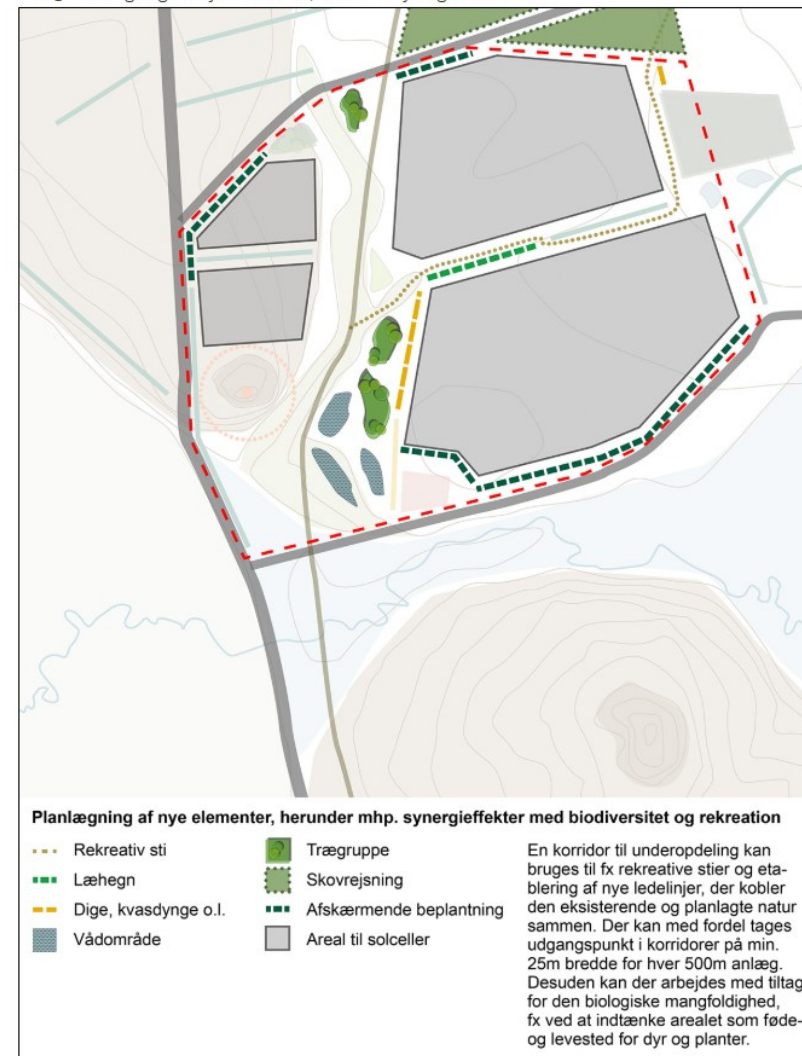 Planlægning af nye elementer, herunder mhp. synergieffekter med biodiversitet og rekreation
Rekreativ sti
Læhegn
Dige, kvasdynge o.l.
Vådområde
Trægruppe
Skovrejsning
Afskærmende beplantning
Areal til solceller
En korridor til underopdeling kan
bruges til fx rekreative stier og eta-
blering af nye ledelinjer, der kobler
den eksisterende og planlagte natur
sammen. Der kan med fordel tages
udgangspunkt i korridorer på min.
25m bredde for hver 500m anlæg.
Desuden kan der arbejdes med tiltag
for den biologiske mangfoldighed,
fx ved at indtænke arealet som føde-
og levested for dyr og planter.